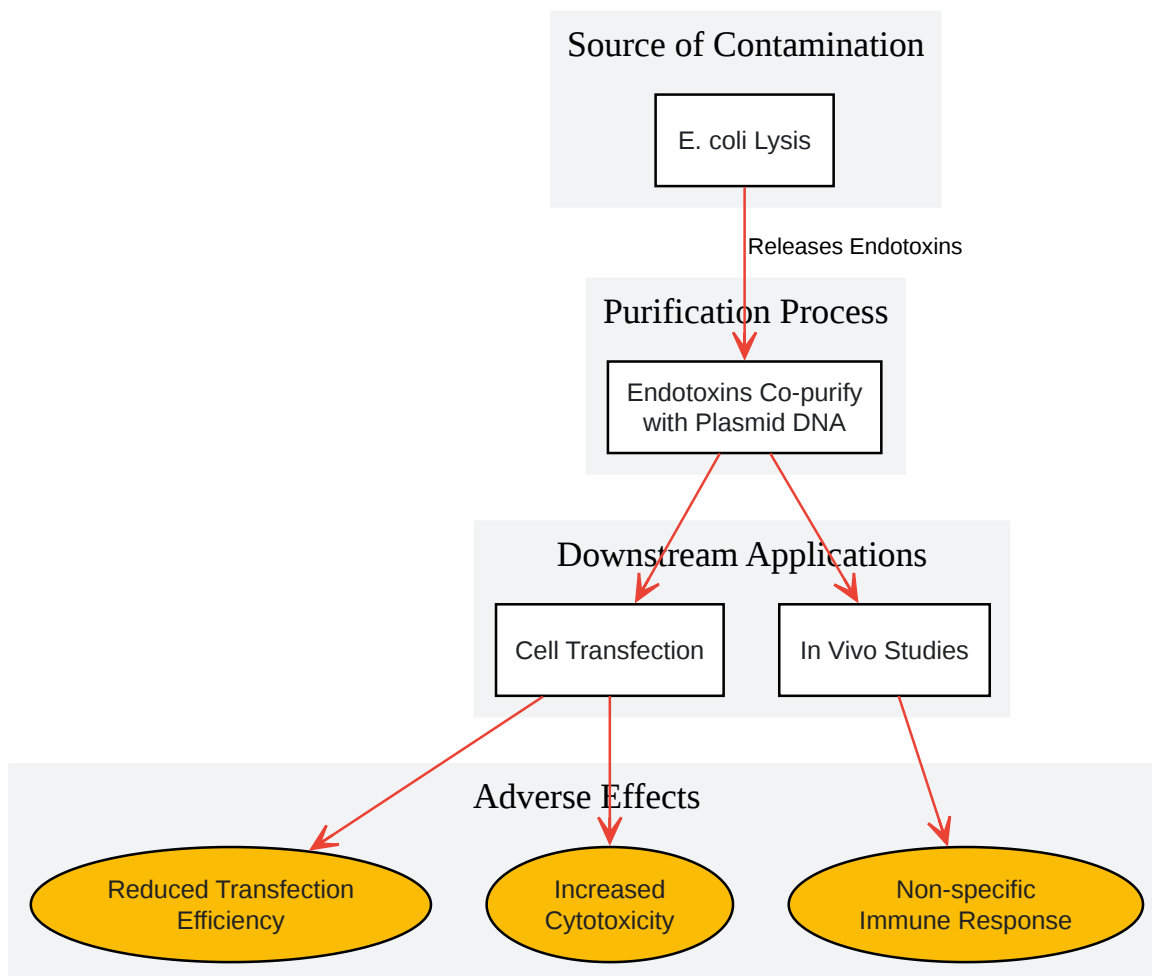 Source of Contamination
E. coli Lysis
Releases Endotoxins
Purification Process
Endotoxins Co-purify
with Plasmid DNA
Downstream Applications
Cell Transfection
In Vivo Studies
Adverse Effects
Reduced Transfection
Efficiency
Increased
Cytotoxicity
Non-specific
Immune Response